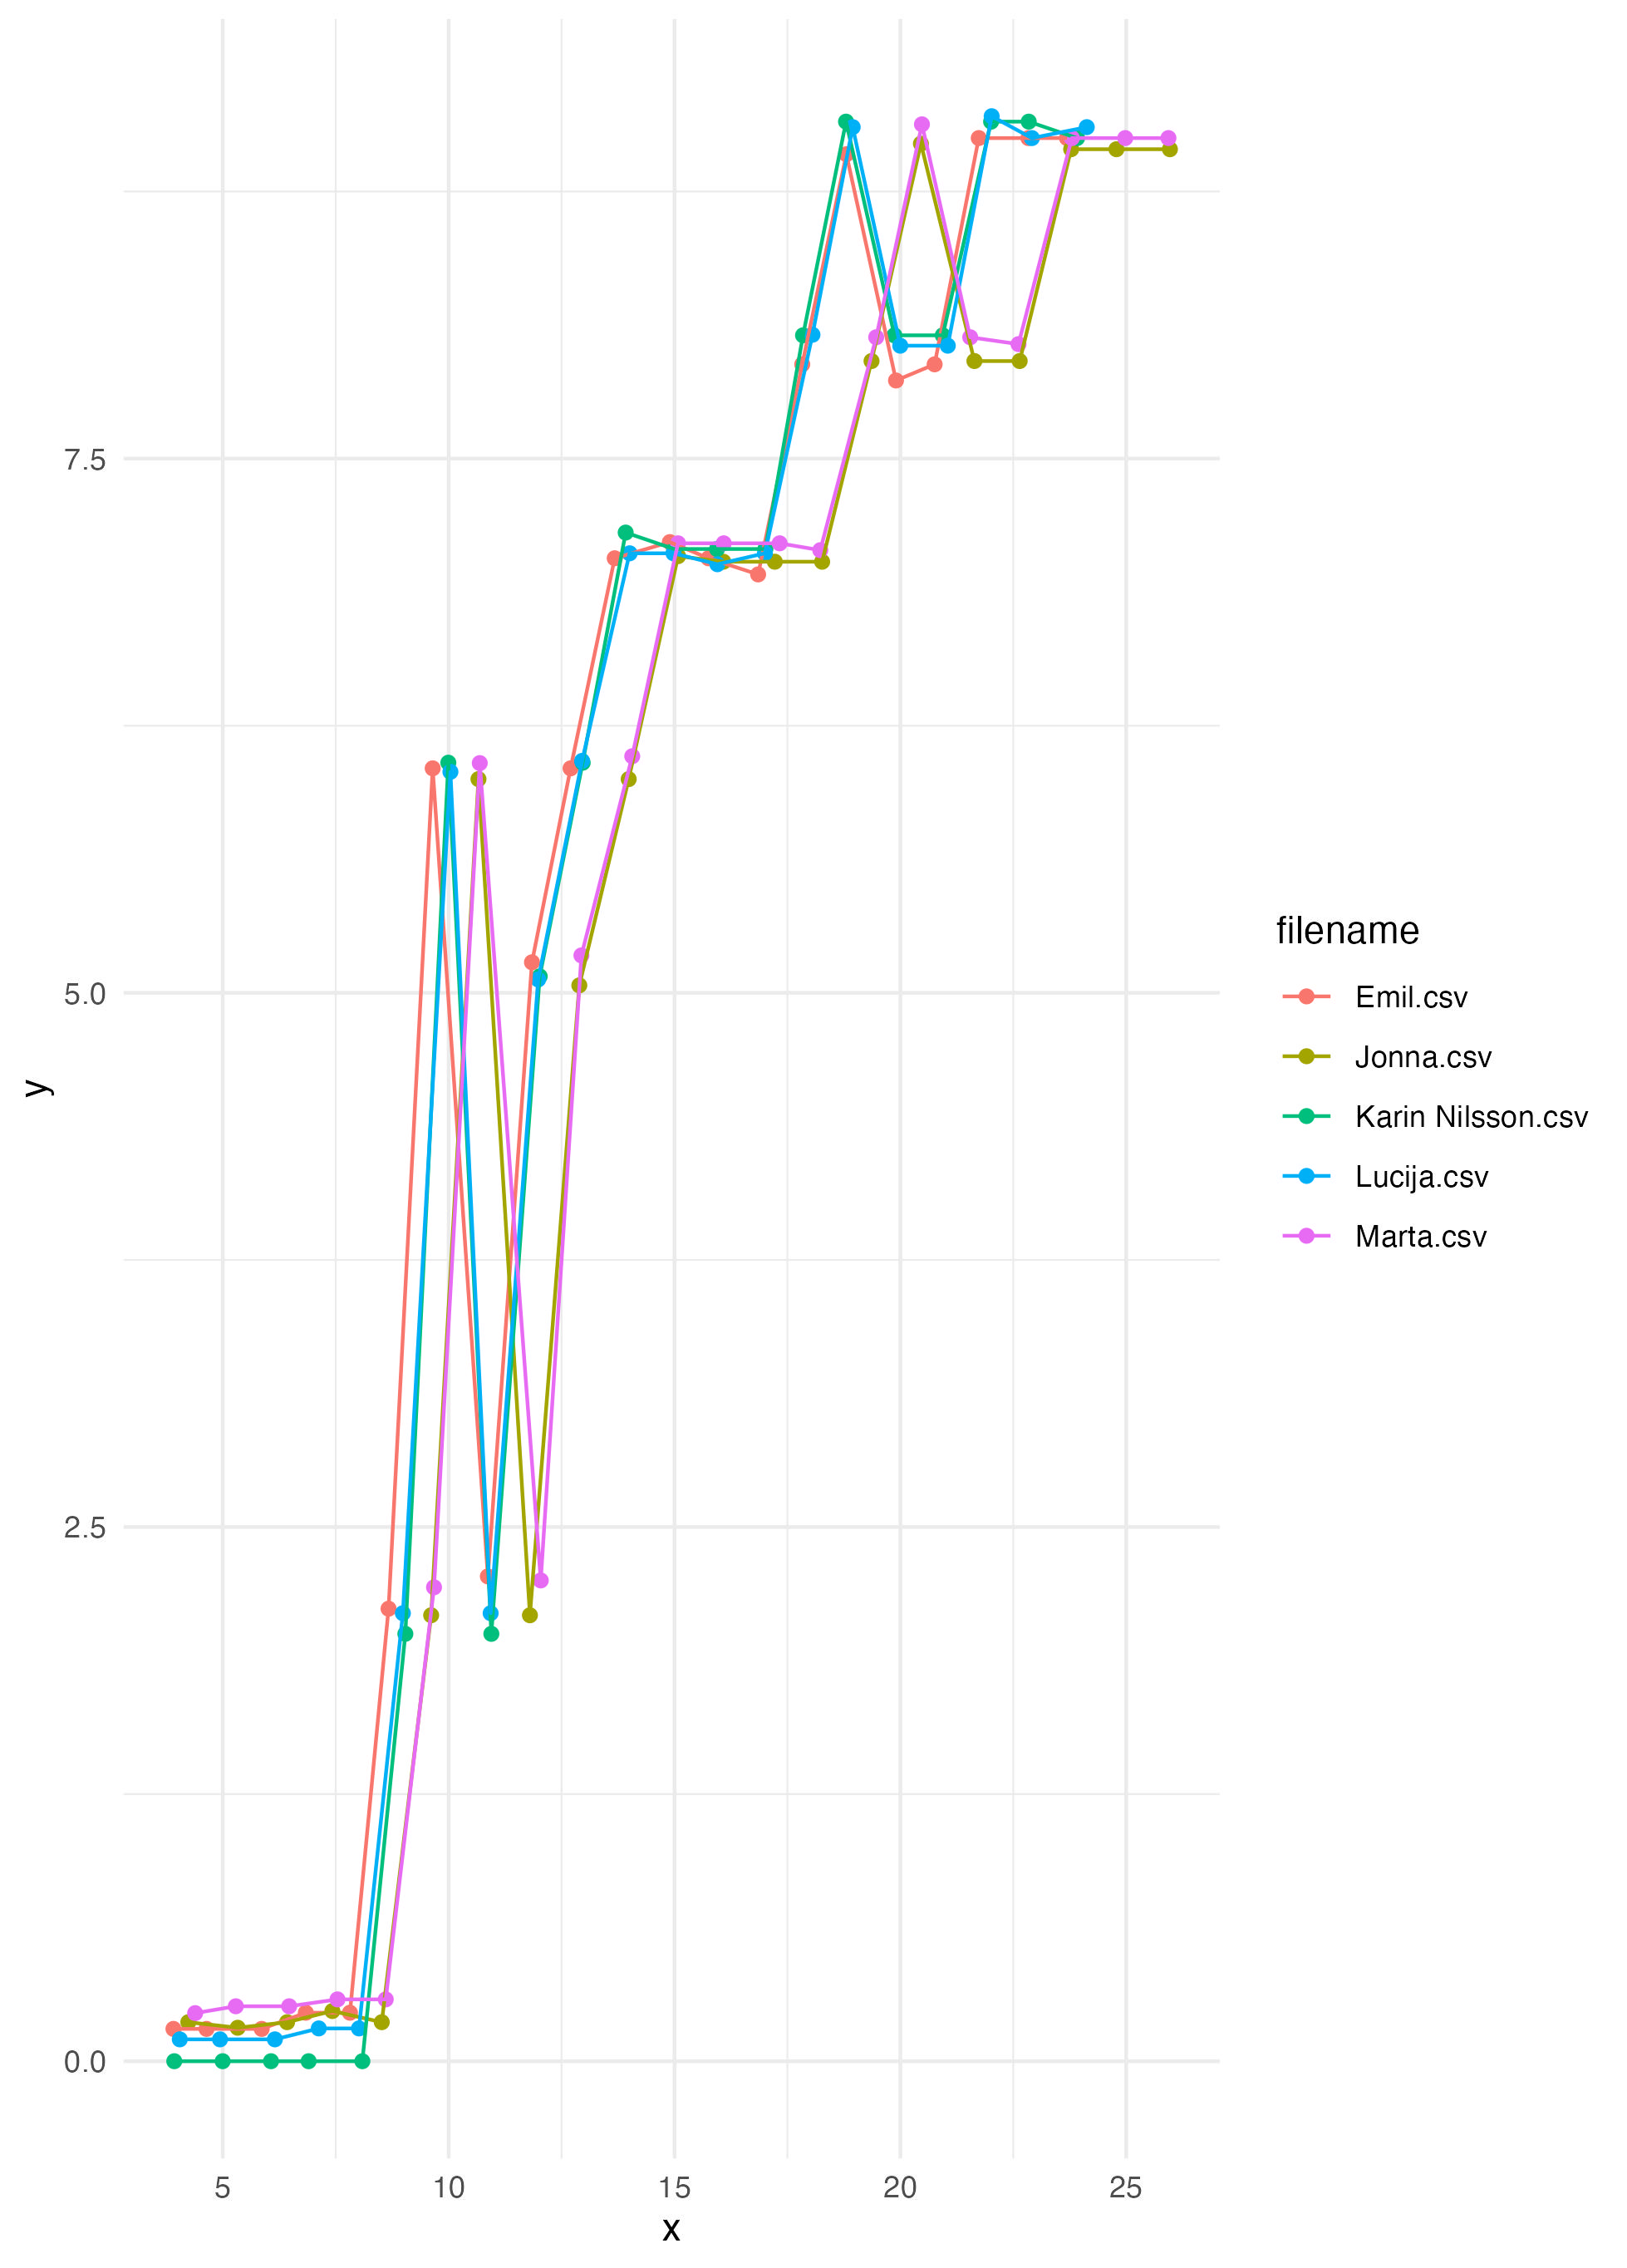 7.5
5.0
2.5
0.0
y
5 10 15 20 25
x
filename
Emil.csv
Jonna.csv
Karin Nilsson.csv
Lucija.csv
Marta.csv